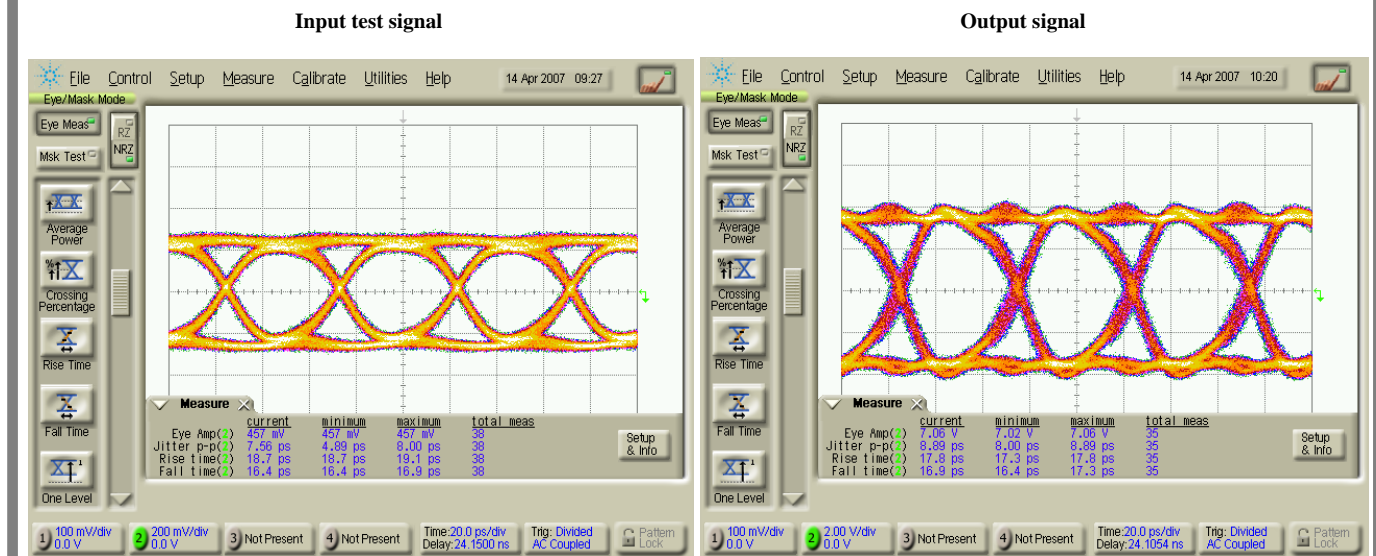 Input test signal
File Control Setup Measure Calibrate Utilities Help 14 Apr 2007 09:27
Eye/Mask Mode
Eye Meas
RZ
NRZ
Msk Test
Average
Power
Crossing
Percentage
Rise Time
Fall Time
One Level
Measure
current minimum maximum total meas
Eye Amp(2) 457 mV 457 mV 457 mV 38
Jitter p-p(2) 7.56 ps 4.89 ps 8.00 ps 38
Rise time(2) 18.7 ps 18.7 ps 19.1 ps 38
Fall time(2) 16.4 ps 16.4 ps 16.9 ps 38
Setup
& Info
1) 100 mV/div
0.0 V
2) 200 mV/div
0.0 V
3) Not Present
4) Not Present
Time:20.0 ps/div
Delay:24.1500 ns
Trig: Divided
AC Coupled
Pattern
Lock
Output signal
File Control Setup Measure Calibrate Utilities Help 14 Apr 2007 10:20
Eye/Mask Mode
Eye Meas
RZ
NRZ
Msk Test
Average
Power
Crossing
Percentage
Rise Time
Fall Time
One Level
Measure
current minimum maximum total meas
Eye Amp(2) 7.06 V 7.02 V 7.06 V 35
Jitter p-p(2) 8.89 ps 8.00 ps 8.89 ps 35
Rise time(2) 17.8 ps 17.3 ps 17.8 ps 35
Fall time(2) 16.9 ps 16.4 ps 17.3 ps 35
Setup
& Info
1) 100 mV/div
0.0 V
2) 2.00 V/div
0.0 V
3) Not Present
4) Not Present
Time:20.0 ps/div
Delay:24.1054 ns
Trig: Divided
AC Coupled
Pattern
Lock